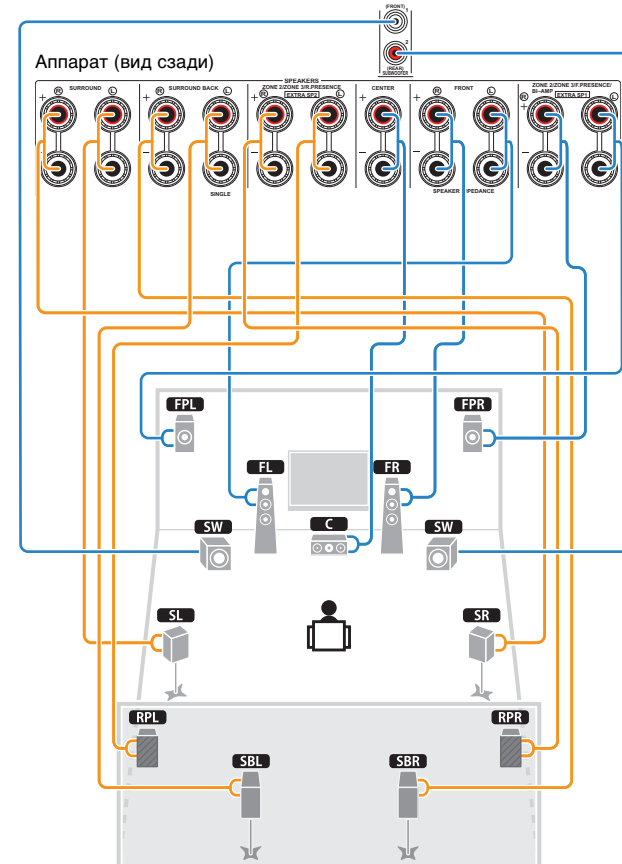 (FRONT)
1
2
(REAR)
SUBWOOFER
Аппарат (вид сзади)
SPEAKERS
R SURROUND L
R SURROUND BACK L
ZONE 2/ZONE 3/R.PRESENCE
R EXTRA SP2 L
CENTER
R FRONT L
ZONE 2/ZONE 3/F.PRESENCE/
BI–AMP EXTRA SP1
R L
+ + + + + +
– – – – – –
SINGLE
SPEAKER IMPEDANCE
FPL FPR
FL FR
SW C SW
SL SR
RPL RPR
SBL SBR